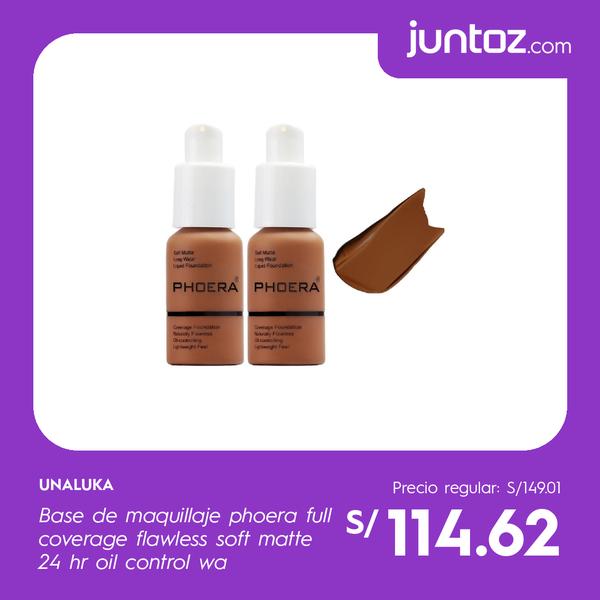 juntoz.com
Soft Matte
Long Wear
Liquid Foundation
PHOERA®
Coverage Foundation
Naturally Flawless
Oil-controlling
Lightweight Feel
Soft Matte
Long Wear
Liquid Foundation
PHOERA®
Coverage Foundation
Naturally Flawless
Oil-controlling
Lightweight Feel
UNALUKA
Base de maquillaje phoera full
coverage flawless soft matte
24 hr oil control wa
Precio regular: S/149.01
S/114.62